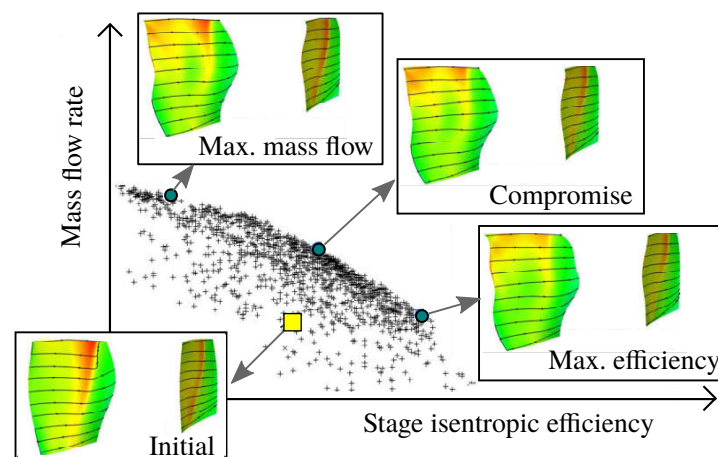 Mass flow rate
Max. mass flow
Compromise
Max. efficiency
Initial
Stage isentropic efficiency